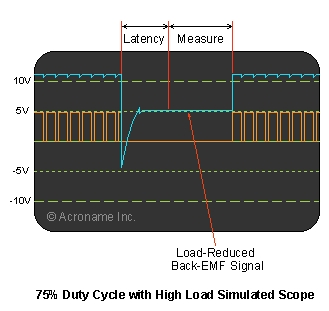 Latency Measure
10V
5V
-5V
-10V
© Acroname Inc.
Load-Reduced
Back-EMF Signal
75% Duty Cycle with High Load Simulated Scope